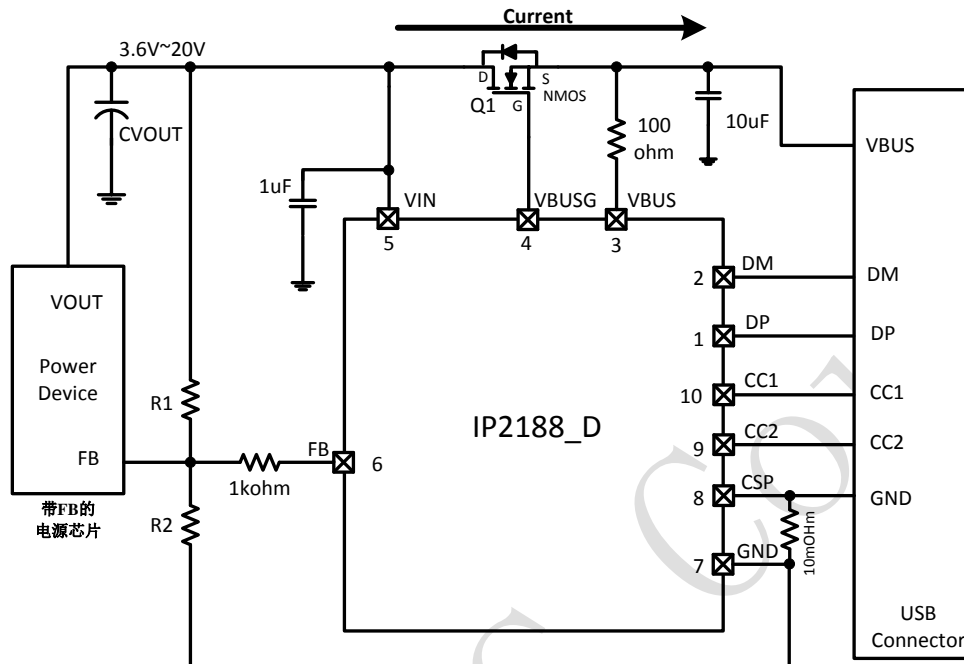 Current
3.6V~20V
D
S
NMOS
G
Q1
CVOUT
100
ohm
10uF
VBUS
1uF
VIN
VBUSG
VBUS
5
4
3
2
DM
DM
VOUT
1
DP
DP
Power
Device
R1
10
CC1
CC1
IP2188_D
9
CC2
CC2
FB
FB
6
1kohm
8
CSP
GND
带FB的
电源芯片
R2
10mOHm
7
GND
USB
Connector
C Co